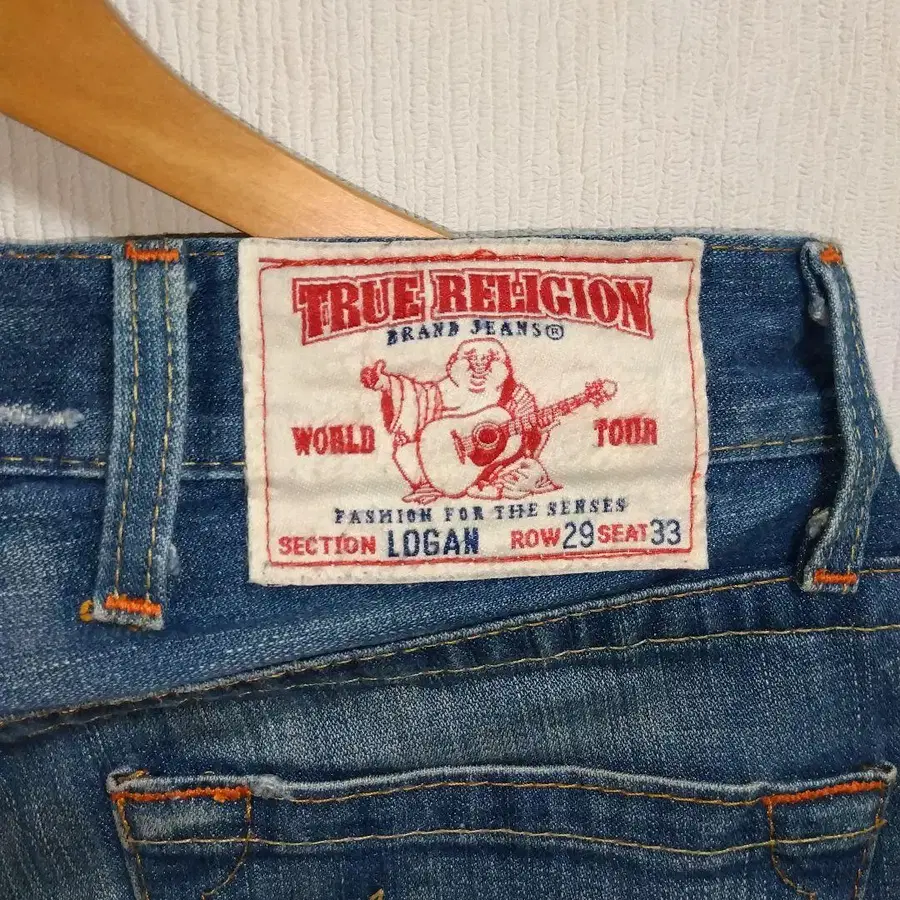 TRUE RELIGION
BRAND JEANS®
WORLD TOUR
FASHION FOR THE SENSES
SECTION LOGAN ROW 29 SEAT 33